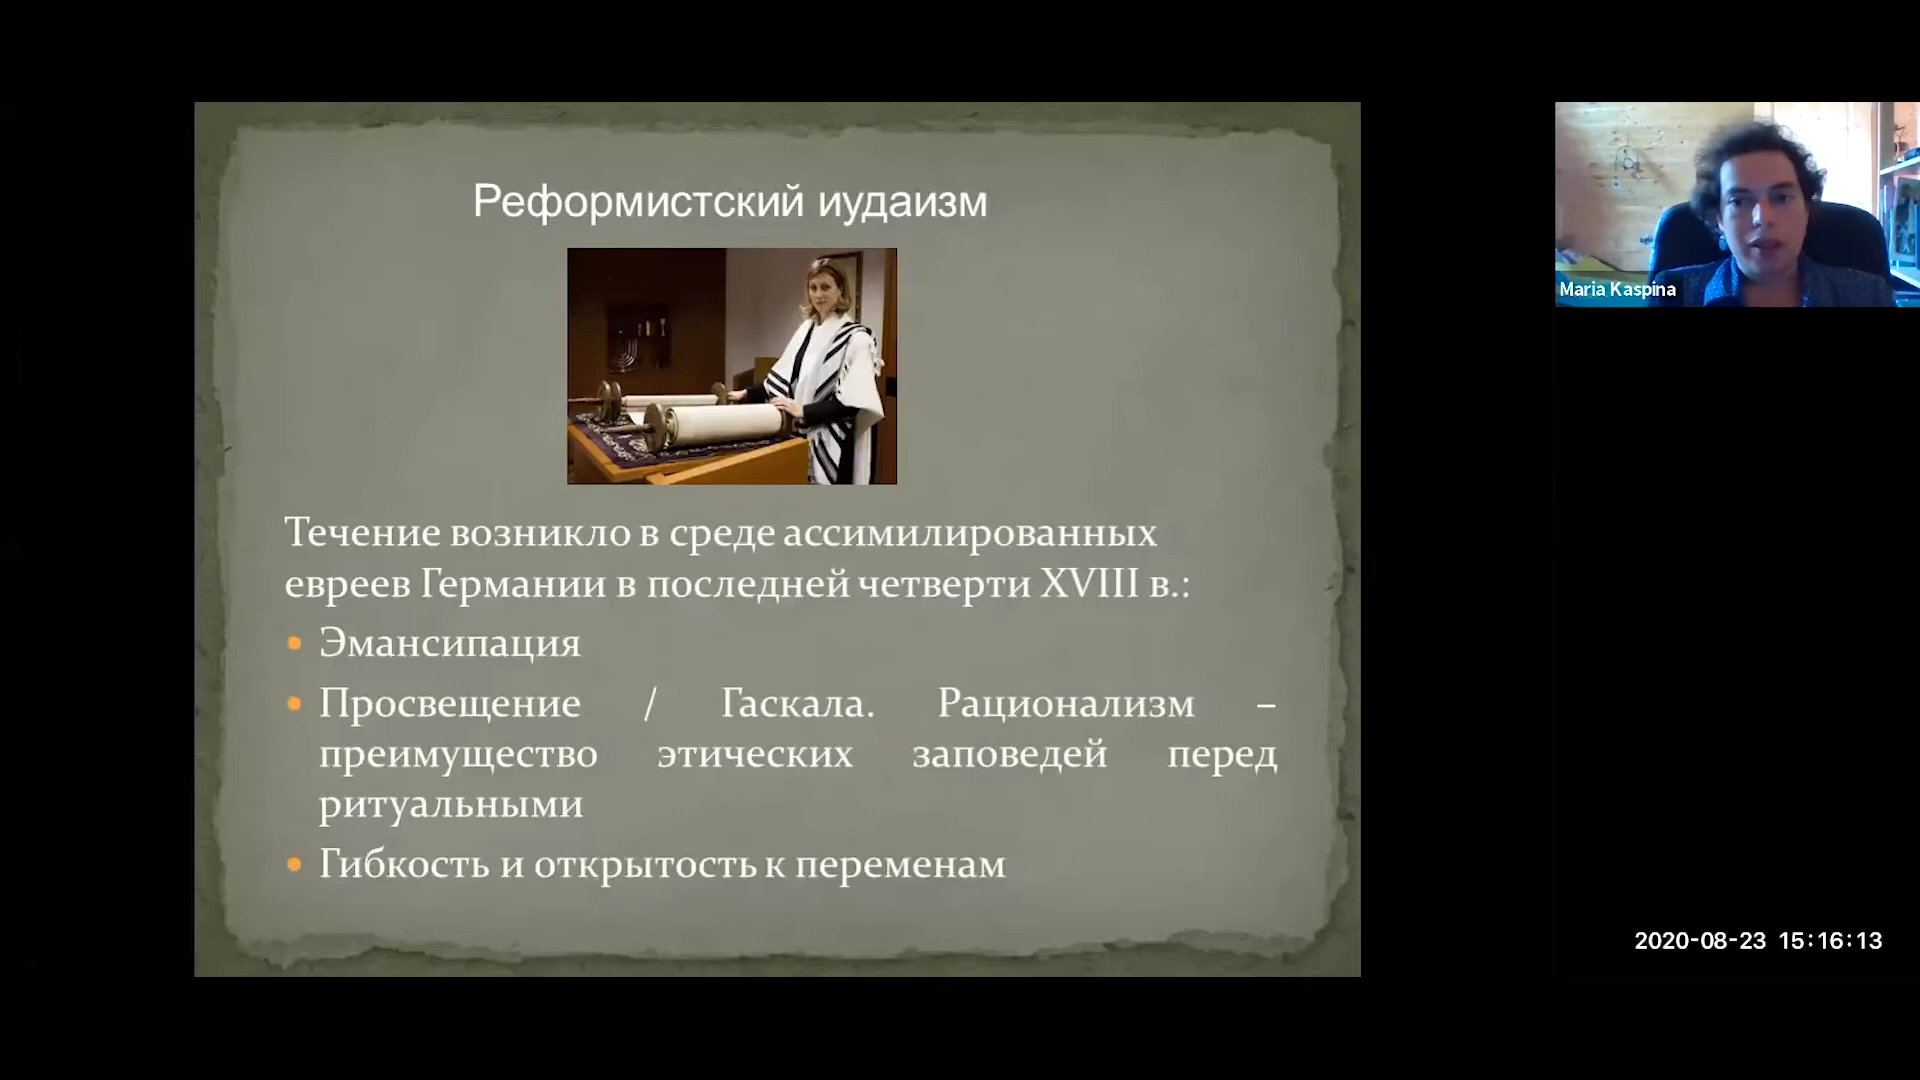 Реформистский иудаизм
Течение возникло в среде ассимилированных
евреев Германии в последней четверти XVIII в.:
• Эмансипация
• Просвещение / Гаскала. Рационализм –
преимущество этических заповедей перед
ритуальными
• Гибкость и открытость к переменам
Maria Kaspina
2020-08-23 15:16:13